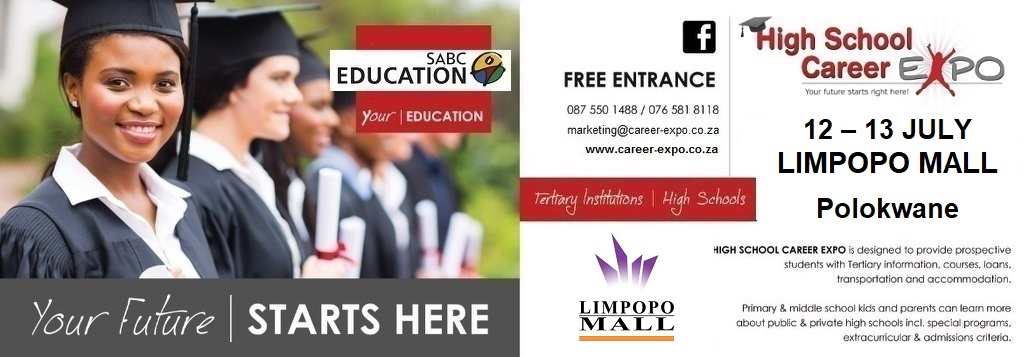 SABC
EDUCATION
Your | EDUCATION
Your Future | STARTS HERE
FREE ENTRANCE
087 550 1488 / 076 581 8118
marketing@career-expo.co.za
www.career-expo.co.za
Tertiary Institutions | High Schools
LIMPOPO
MALL
f
High School
Career EXPO
Your future starts right here!
12 – 13 JULY
LIMPOPO MALL
Polokwane
HIGH SCHOOL CAREER EXPO is designed to provide prospective
students with Tertiary information, courses, loans,
transportation and accommodation.
Primary & middle school kids and parents can learn more
about public & private high schools incl. special programs,
extracurricular & admissions criteria.